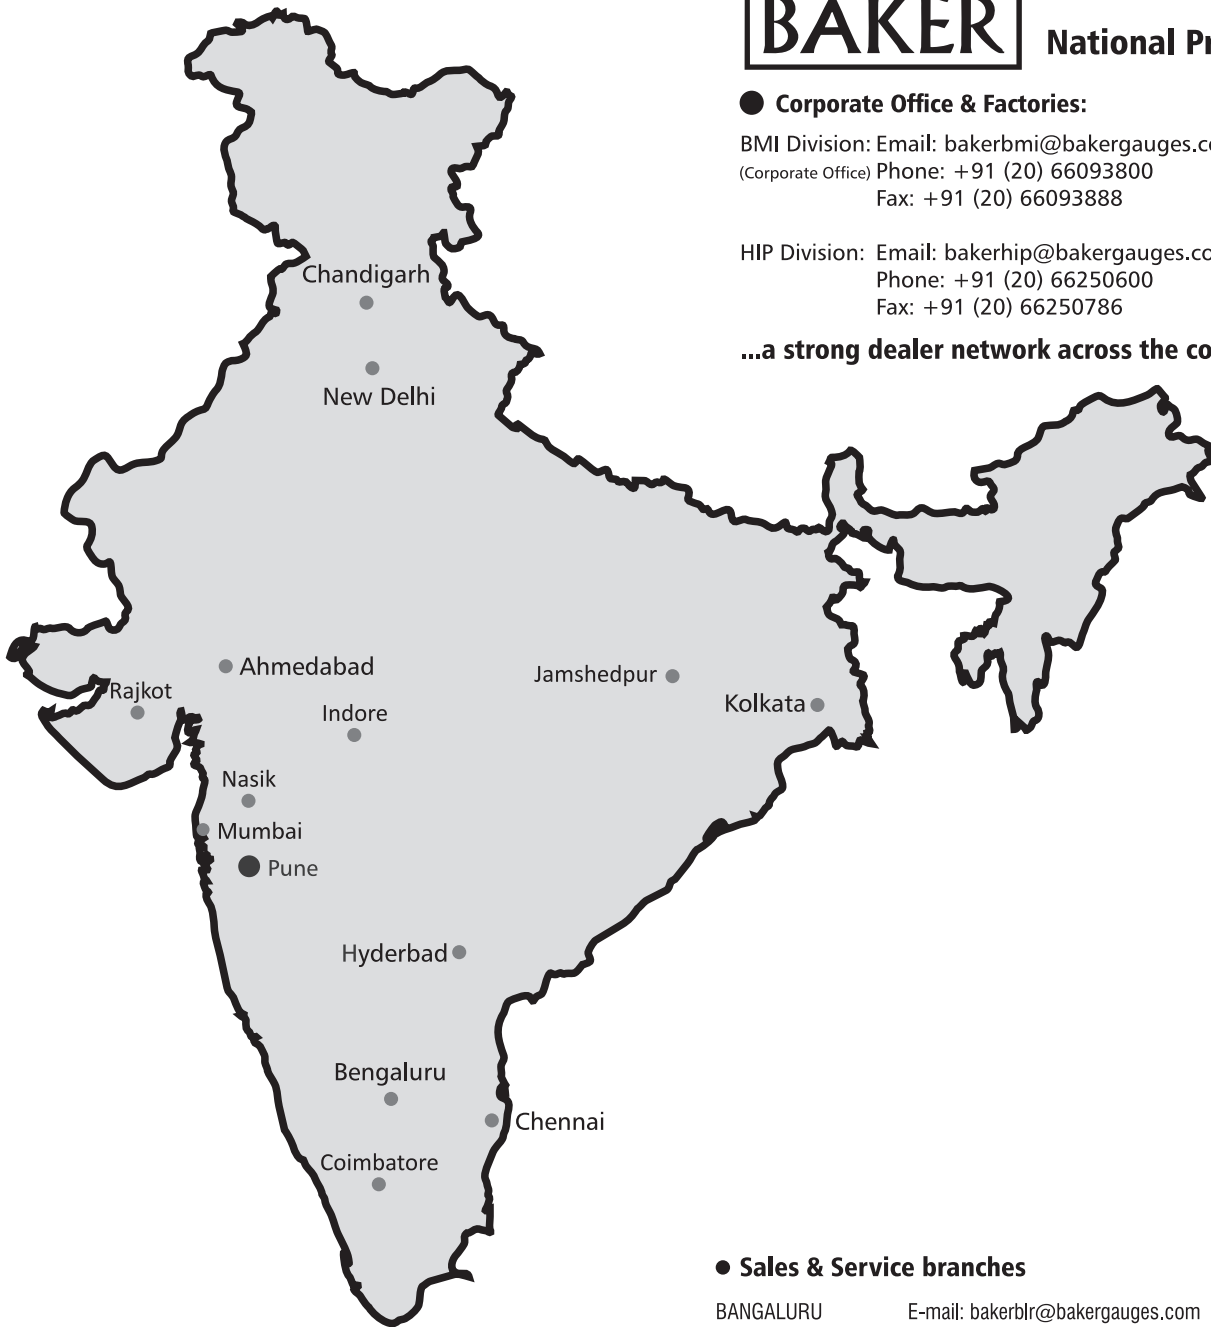 BAKER
National Pr
Corporate Office & Factories:
BMI Division: Email: bakerbmi@bakergauges.co
(Corporate Office) Phone: +91 (20) 66093800
Fax: +91 (20) 66093888
HIP Division: Email: bakerhip@bakergauges.co
Phone: +91 (20) 66250600
Fax: +91 (20) 66250786
...a strong dealer network across the co
Chandigarh
New Delhi
Ahmedabad
Jamshedpur
Rajkot
Kolkata
Indore
Nasik
Mumbai
Pune
Hyderbad
Bengaluru
Chennai
Coimbatore
● Sales & Service branches
BANGALURU E-mail: bakerblr@bakergauges.com